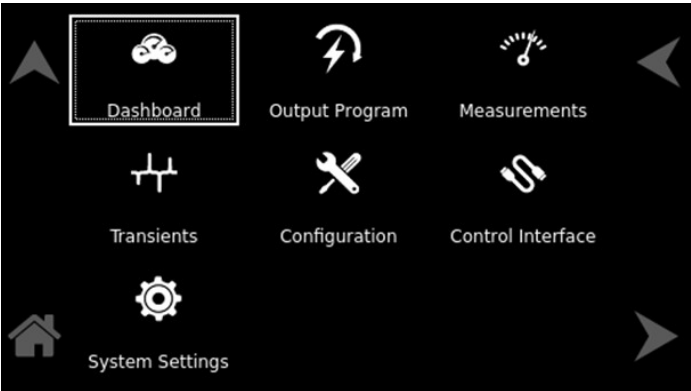 Dashboard
Output Program
Measurements
Transients
Configuration
Control Interface
System Settings